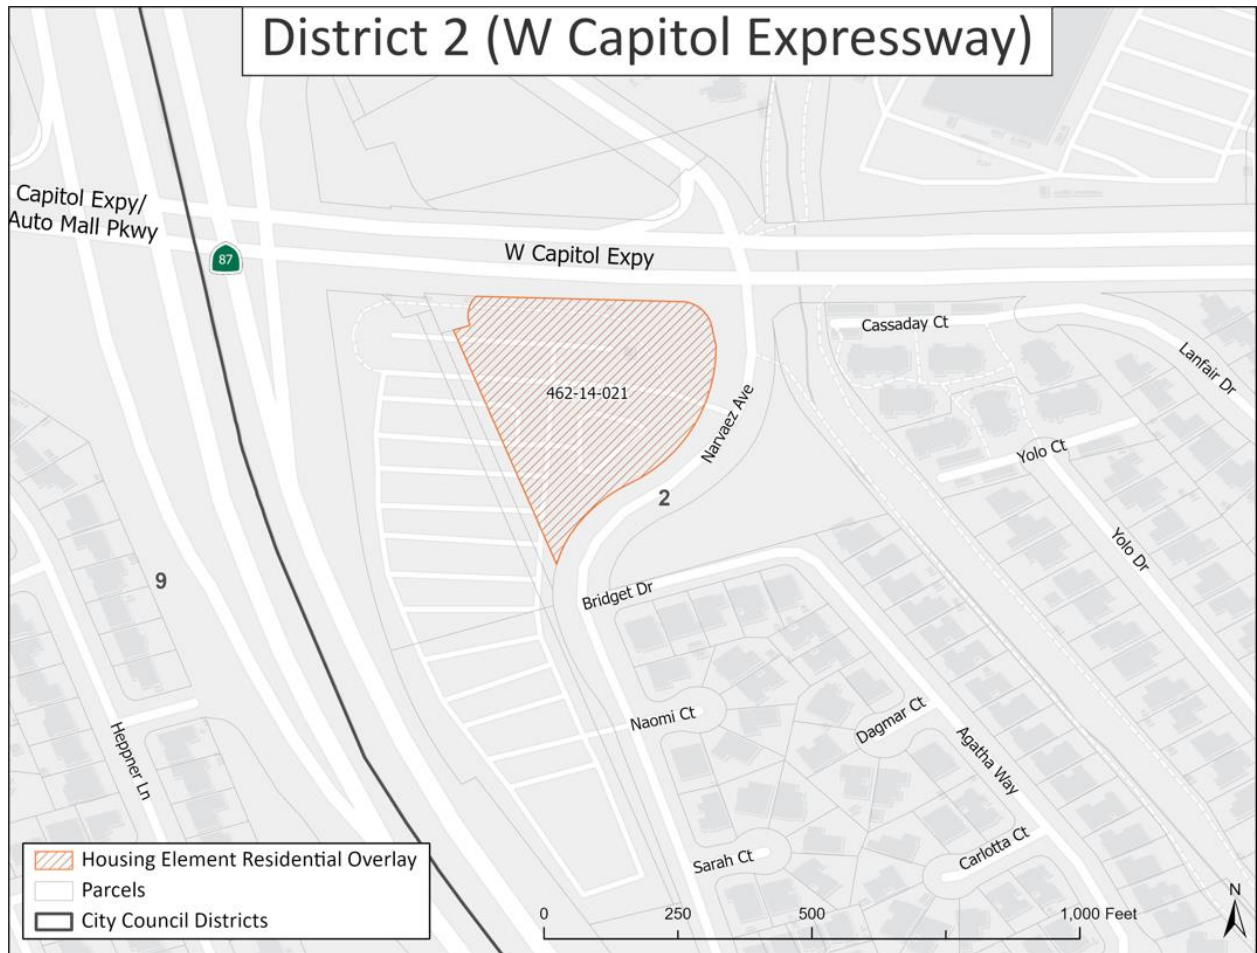 District 2 (W Capitol Expressway)
Capitol Expy/
Auto Mall Pkwy
87
W Capitol Expy
Cassaday Ct
Lanfair Dr
462-14-021
Narvaez Ave
Yolo Ct
2
Yolo Dr
9
Bridget Dr
Naomi Ct
Dagmar Ct
Heppner Ln
Agatha Way
Sarah Ct
Carlotta Ct
Housing Element Residential Overlay
Parcels
City Council Districts
0 250 500 1,000 Feet
N